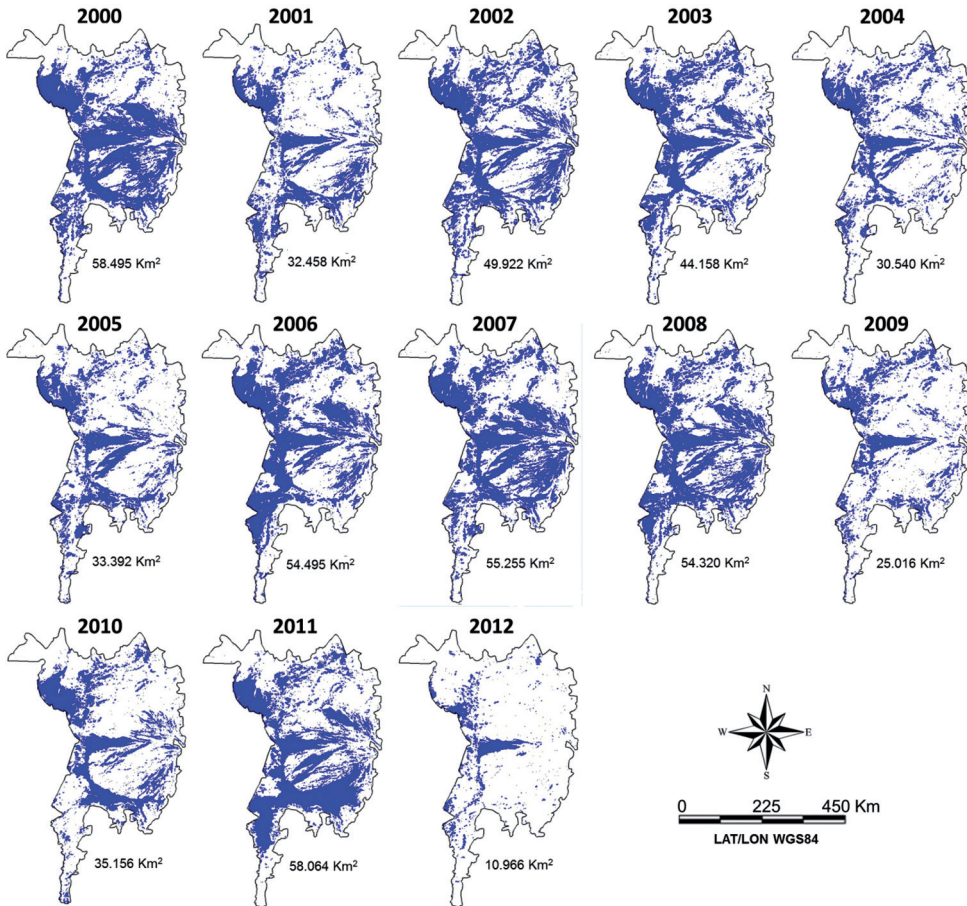 2000 2001 2002 2003 2004
58.495 Km² 32.458 Km² 49.922 Km² 44.158 Km² 30.540 Km²
2005 2006 2007 2008 2009
33.392 Km² 54.495 Km² 55.255 Km² 54.320 Km² 25.016 Km²
2010 2011 2012
N
W E
S
0 225 450 Km
LAT/LON WGS84
35.156 Km² 58.064 Km² 10.966 Km²